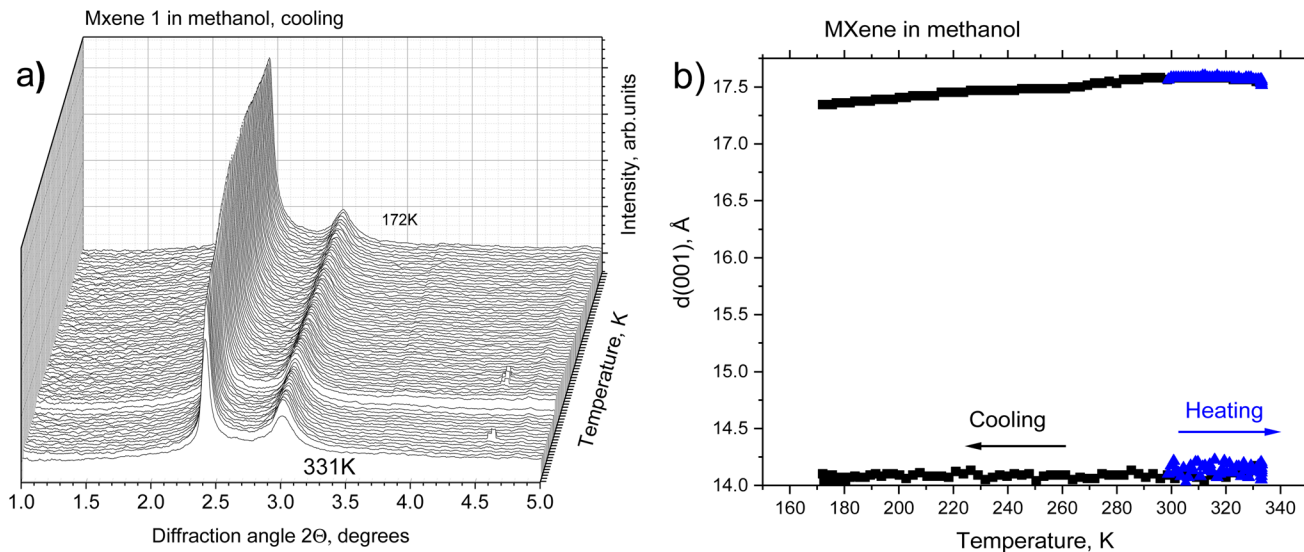 Mxene 1 in methanol, cooling
a)
172K
331K
1.0 1.5 2.0 2.5 3.0 3.5 4.0 4.5 5.0
Diffraction angle 2Θ, degrees
Temperature, K
Intensity, arb.units
MXene in methanol
b)
17.5
17.0
16.5
16.0
15.5
15.0
14.5
14.0
d(001), Å
Cooling
Heating
160 180 200 220 240 260 280 300 320 340
Temperature, K